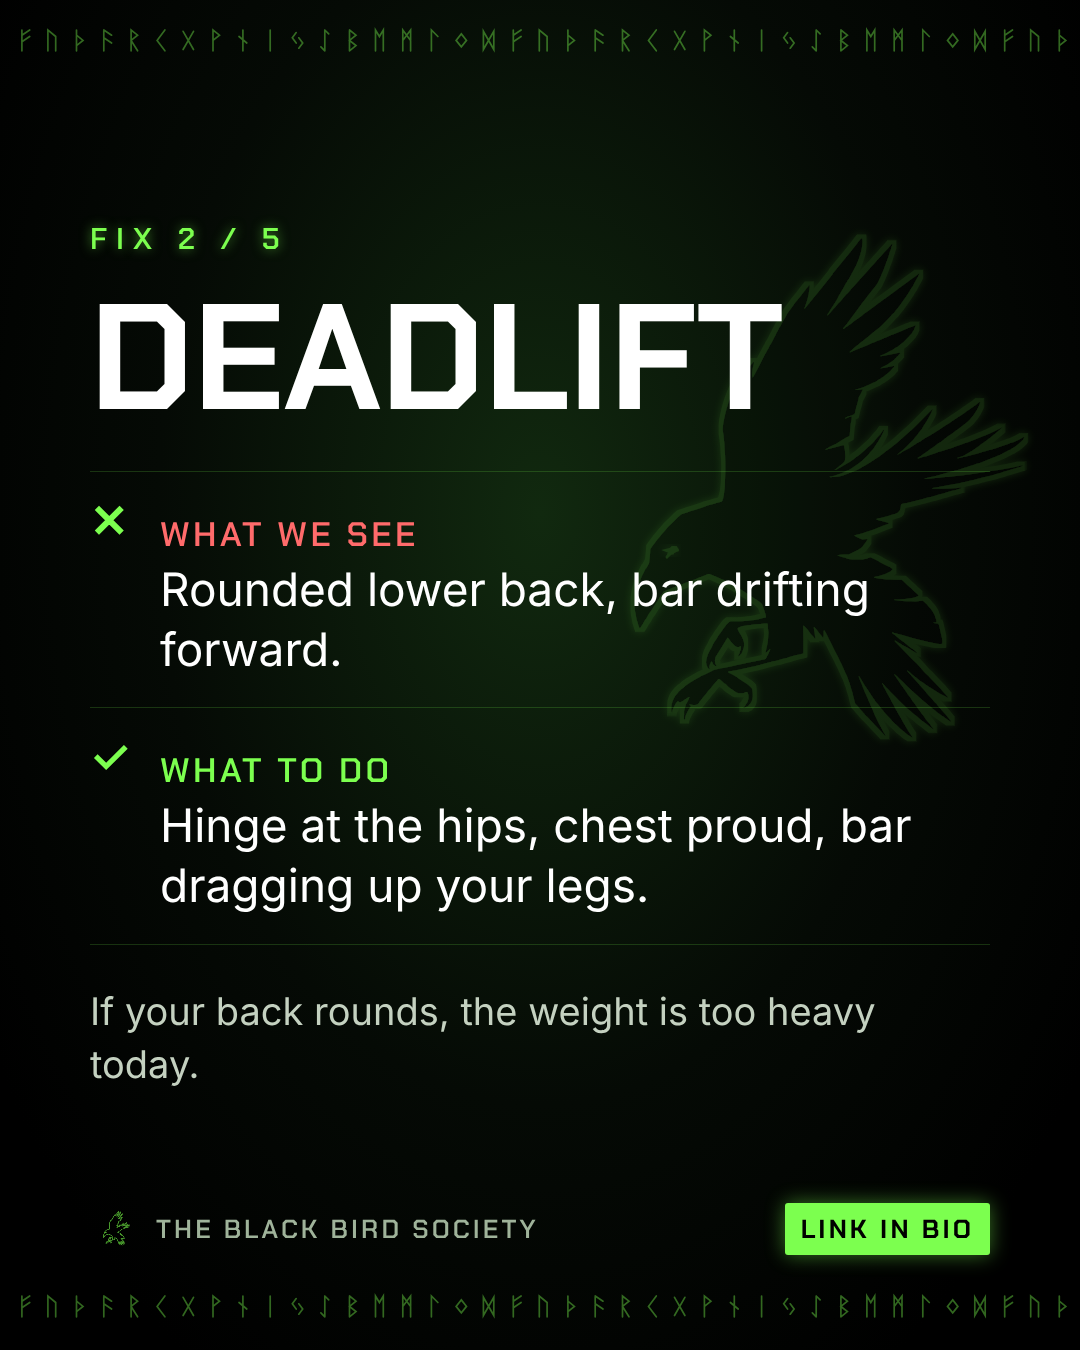 ᚠᚢᚦᚨᚱᚲᚷᚹᚾᛁᛃᛇᛒᛖᛗᛚᛜᛞᚠᚢᚦᚨᚱᚲᚷᚹᚾᛁᛃᛇᛒᛖᛗᛚᛜᛞᚠᚢᚦ
FIX 2 / 5
DEADLIFT
✕
WHAT WE SEE
Rounded lower back, bar drifting
forward.
✓
WHAT TO DO
Hinge at the hips, chest proud, bar
dragging up your legs.
If your back rounds, the weight is too heavy
today.
THE BLACK BIRD SOCIETY
LINK IN BIO
ᚠᚢᚦᚨᚱᚲᚷᚹᚾᛁᛃᛇᛒᛖᛗᛚᛜᛞᚠᚢᚦᚨᚱᚲᚷᚹᚾᛁᛃᛇᛒᛖᛗᛚᛜᛞᚠᚢᚦ